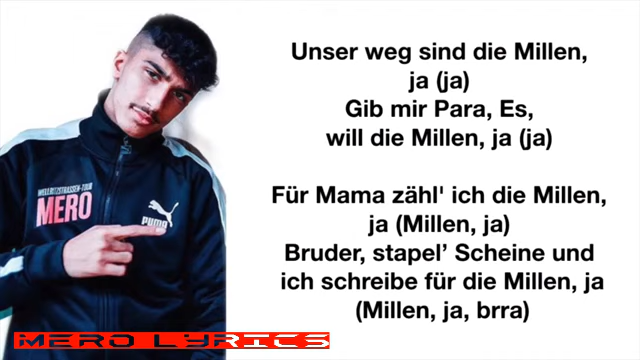 Unser weg sind die Millen,
ja (ja)
Gib mir Para, Es,
will die Millen, ja (ja)
Für Mama zähl' ich die Millen,
ja (Millen, ja)
Bruder, stapel’ Scheine und
ich schreibe für die Millen, ja
(Millen, ja, brra)
WELLRITZSTRASSEN-TOUR
MERO
PUMA
MERO LYRICS